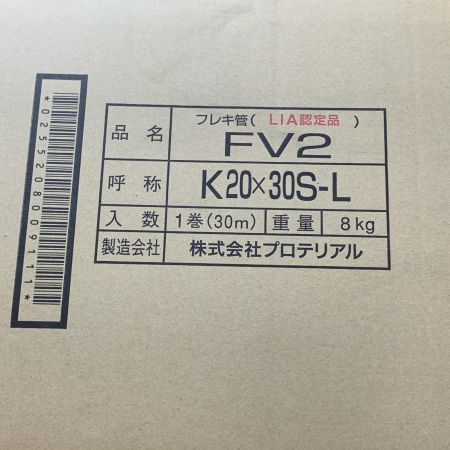 *025520800911 1*
品名 フレキ管( LIA認定品 )
FV2
呼称 K20×30S-L
入数 1巻(30m) 重量 8kg
製造会社 株式会社プロテリアル